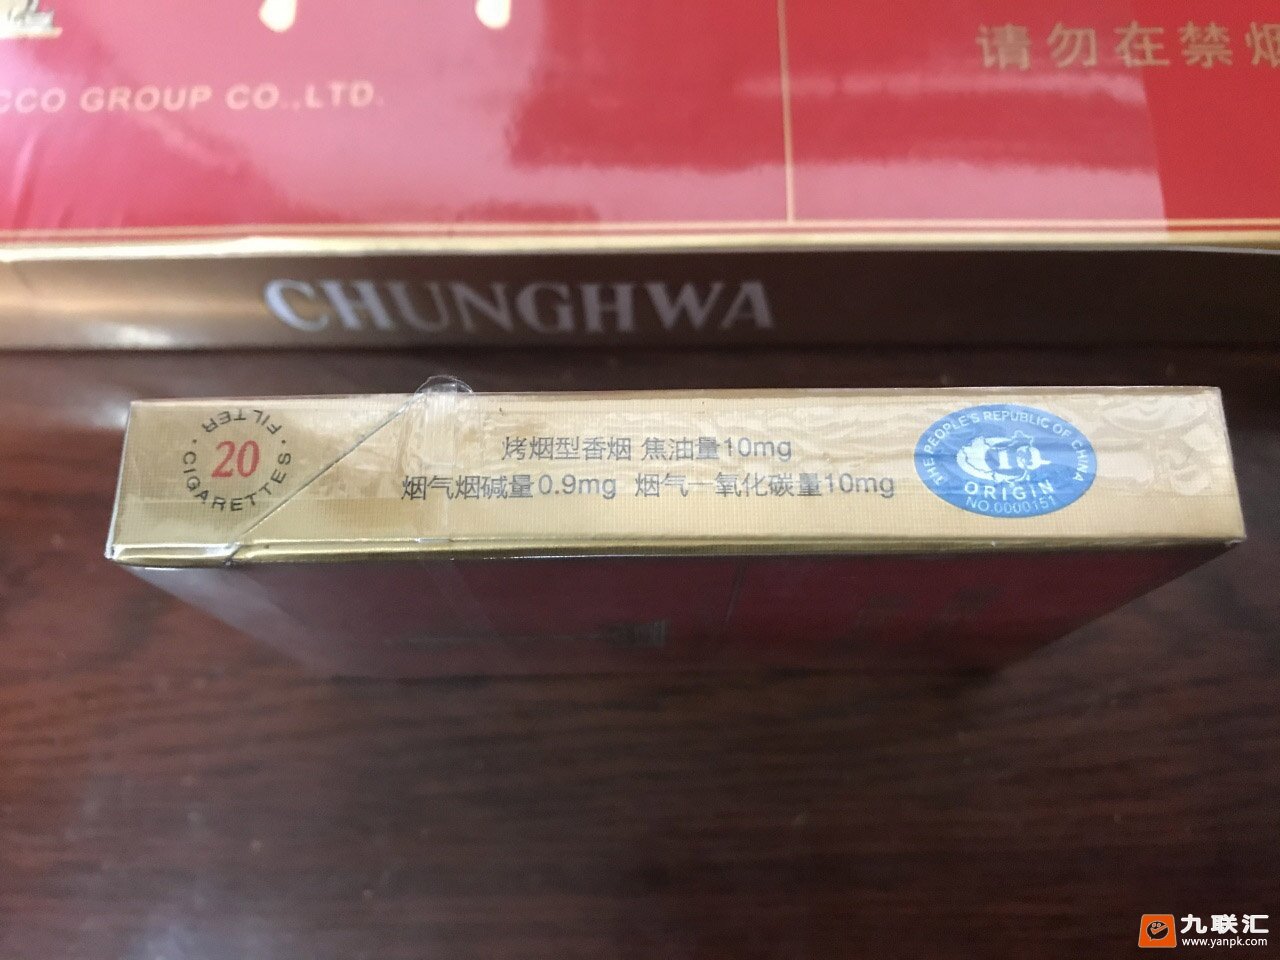 请勿在禁烟
CCO GROUP CO.,LTD.
CHUNGHWA
FILTER
20
CIGARETTES
烤烟型香烟 焦油量10mg
烟气烟碱量0.9mg 烟气一氧化碳量10mg
THE PEOPLE'S REPUBLIC OF CHINA
ORIGIN
NO.0000151
九联汇
www.yanpk.com